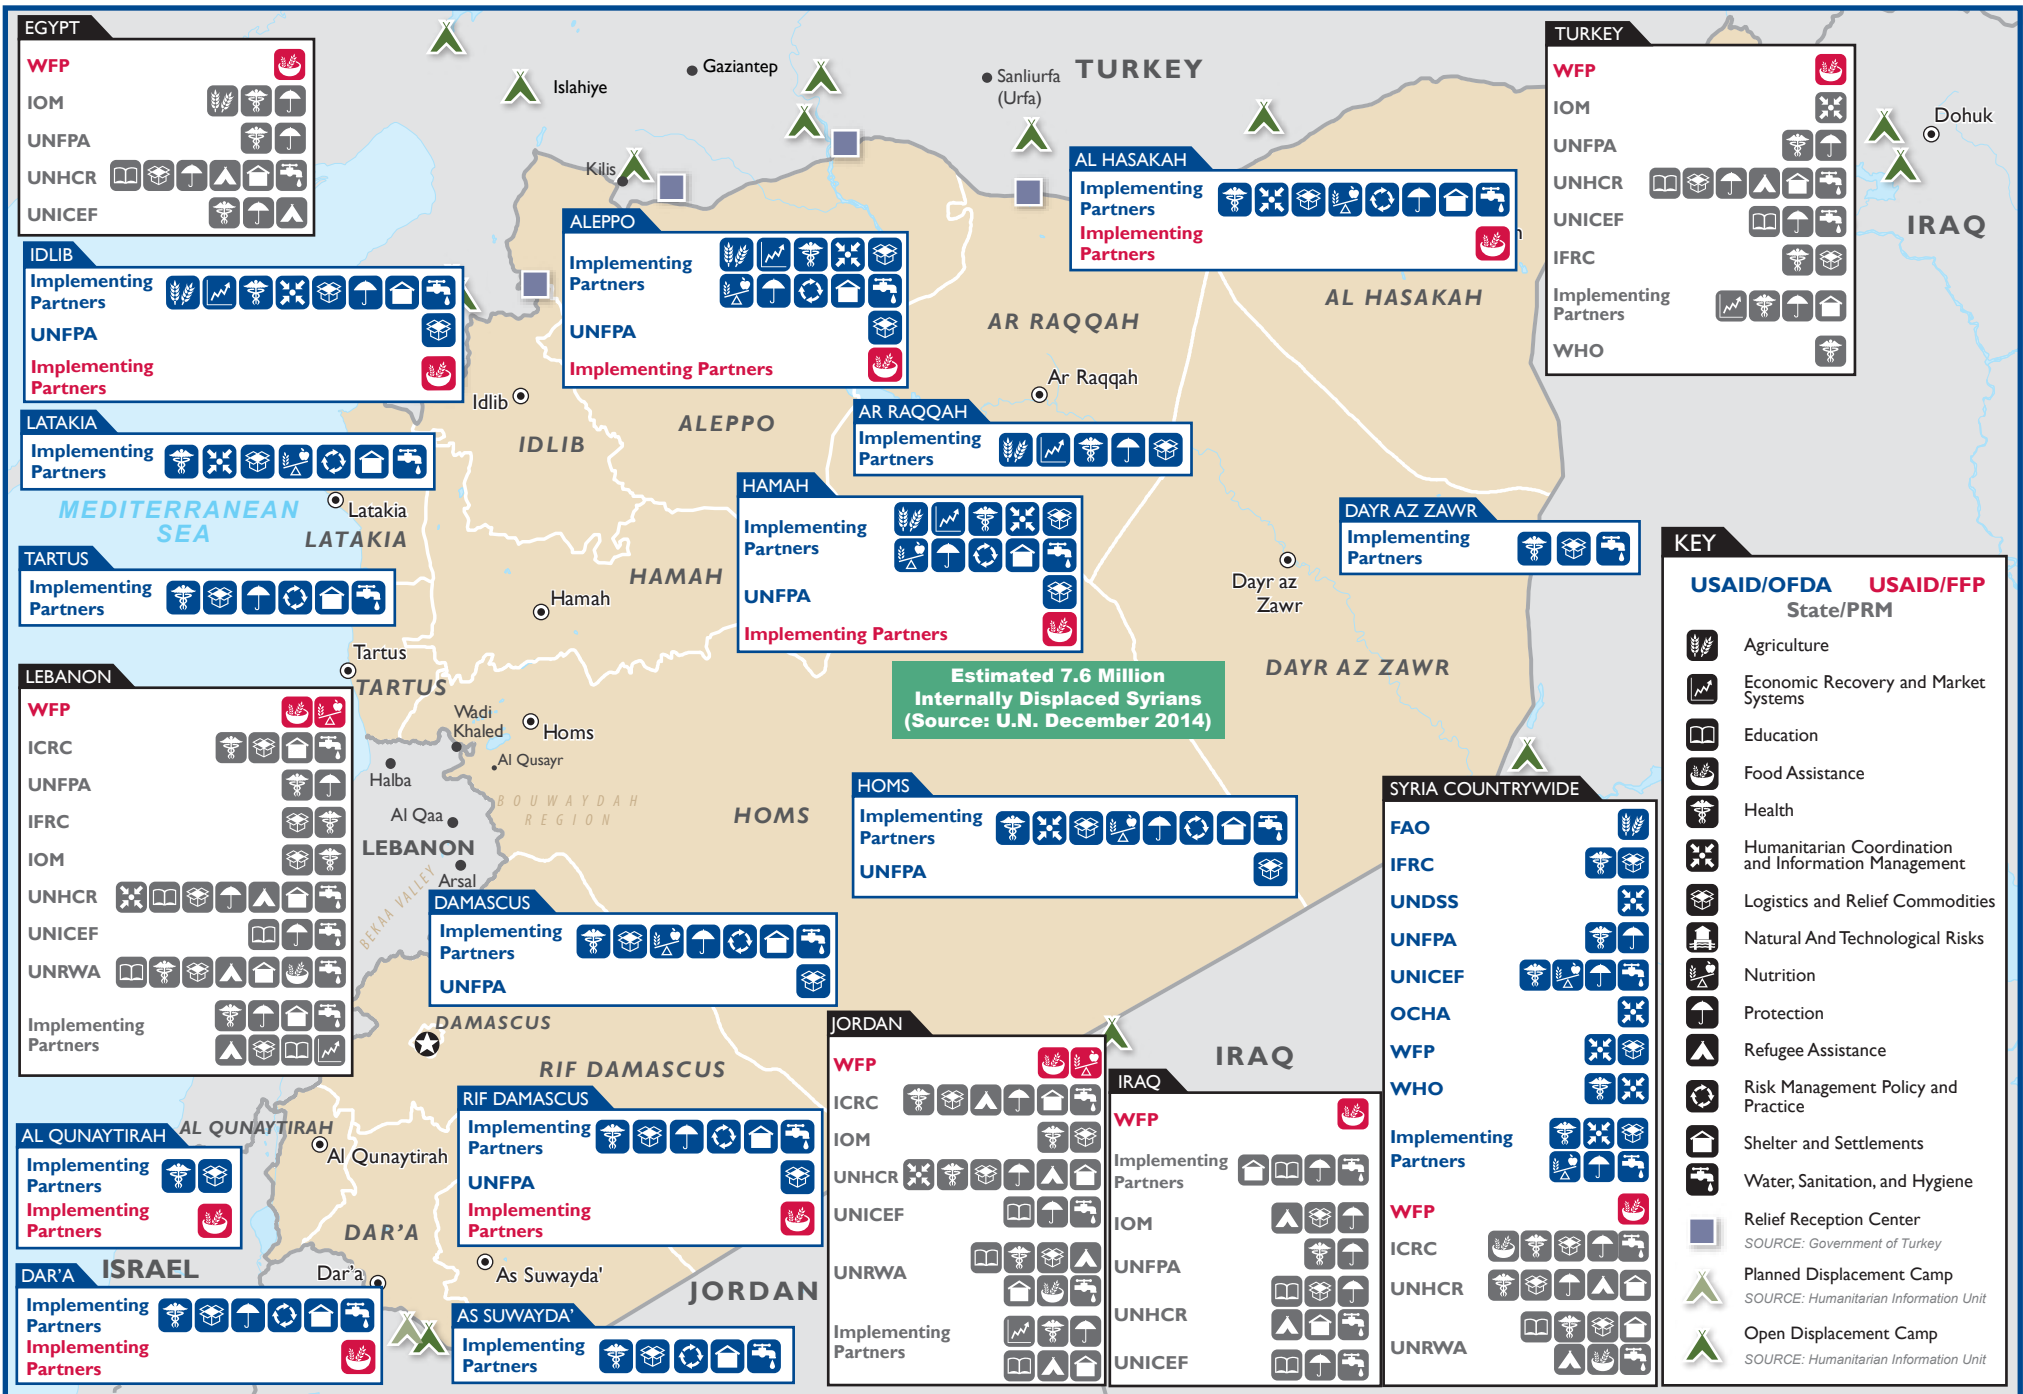 EGYPT
WFP
IOM
UNFPA
UNHCR
UNICEF
IDLIB
Implementing
Partners
UNFPA
Implementing
Partners
LATAKIA
Implementing
Partners
MEDITERRANEAN
SEA
TARTUS
Implementing
Partners
LEBANON
WFP
ICRC
UNFPA
IFRC
IOM
UNHCR
UNICEF
UNRWA
Implementing
Partners
AL QUNAYTIRAH
Implementing
Partners
Implementing
Partners
ISRAEL
DAR'A
Implementing
Partners
Implementing
Partners
Islahiye
Gaziantep
Sanliurfa
(Urfa)
TURKEY
Kilis
ALEPPO
Implementing
Partners
UNFPA
Implementing Partners
AL HASAKAH
Implementing
Partners
Implementing
Partners
n
AL HASAKAH
AR RAQQAH
Ar Raqqah
AR RAQQAH
Implementing
Partners
Idlib
IDLIB
ALEPPO
Latakia
LATAKIA
HAMAH
Implementing
Partners
UNFPA
Implementing Partners
HAMAH
Hamah
Tartus
TARTUS
DAYR AZ ZAWR
Implementing
Partners
Dayr az
Zawr
DAYR AZ ZAWR
Estimated 7.6 Million
Internally Displaced Syrians
(Source: U.N. December 2014)
Wadi
Khaled
Homs
Al Qusayr
Halba
BOUWAYDAH
REGION
Al Qaa
LEBANON
Arsal
BEKAA VALLEY
HOMS
HOMS
Implementing
Partners
UNFPA
DAMASCUS
Implementing
Partners
UNFPA
DAMASCUS
RIF DAMASCUS
RIF DAMASCUS
Implementing
Partners
UNFPA
Implementing
Partners
AL QUNAYTIRAH
Al Qunaytirah
DAR'A
Dar'a
As Suwayda'
AS SUWAYDA'
Implementing
Partners
JORDAN
JORDAN
WFP
ICRC
IOM
UNHCR
UNICEF
UNRWA
Implementing
Partners
IRAQ
IRAQ
WFP
Implementing
Partners
IOM
UNFPA
UNHCR
UNICEF
SYRIA COUNTRYWIDE
FAO
IFRC
UNDSS
UNFPA
UNICEF
OCHA
WFP
WHO
Implementing
Partners
WFP
ICRC
UNHCR
UNRWA
TURKEY
WFP
IOM
UNFPA
UNHCR
UNICEF
IFRC
Implementing
Partners
WHO
Dohuk
IRAQ
KEY
USAID/OFDA USAID/FFP
State/PRM
Agriculture
Economic Recovery and Market
Systems
Education
Food Assistance
Health
Humanitarian Coordination
and Information Management
Logistics and Relief Commodities
Natural And Technological Risks
Nutrition
Protection
Refugee Assistance
Risk Management Policy and
Practice
Shelter and Settlements
Water, Sanitation, and Hygiene
Relief Reception Center
SOURCE: Government of Turkey
Planned Displacement Camp
SOURCE: Humanitarian Information Unit
Open Displacement Camp
SOURCE: Humanitarian Information Unit